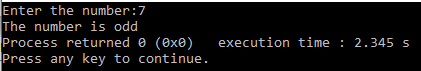 Enter the number:7
The number is odd
Process returned 0 (0x0)   execution time : 2.345 s
Press any key to continue.